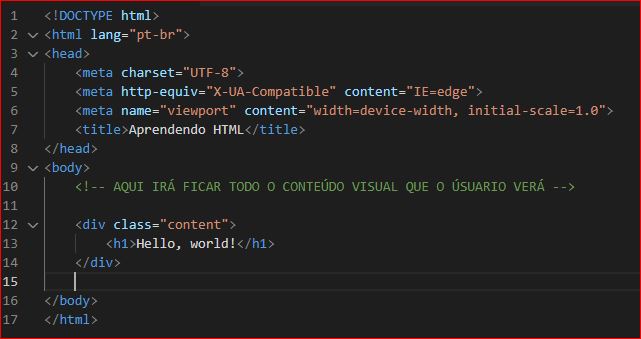 1 <!DOCTYPE html>
2 <html lang="pt-br">
3 <head>
4 <meta charset="UTF-8">
5 <meta http-equiv="X-UA-Compatible" content="IE=edge">
6 <meta name="viewport" content="width=device-width, initial-scale=1.0">
7 <title>Aprendendo HTML</title>
8 </head>
9 <body>
10 <!-- AQUI IRÁ FICAR TODO O CONTEÚDO VISUAL QUE O ÚSUARIO VERÁ -->
11
12 <div class="content">
13 <h1>Hello, world!</h1>
14 </div>
15
16 </body>
17 </html>